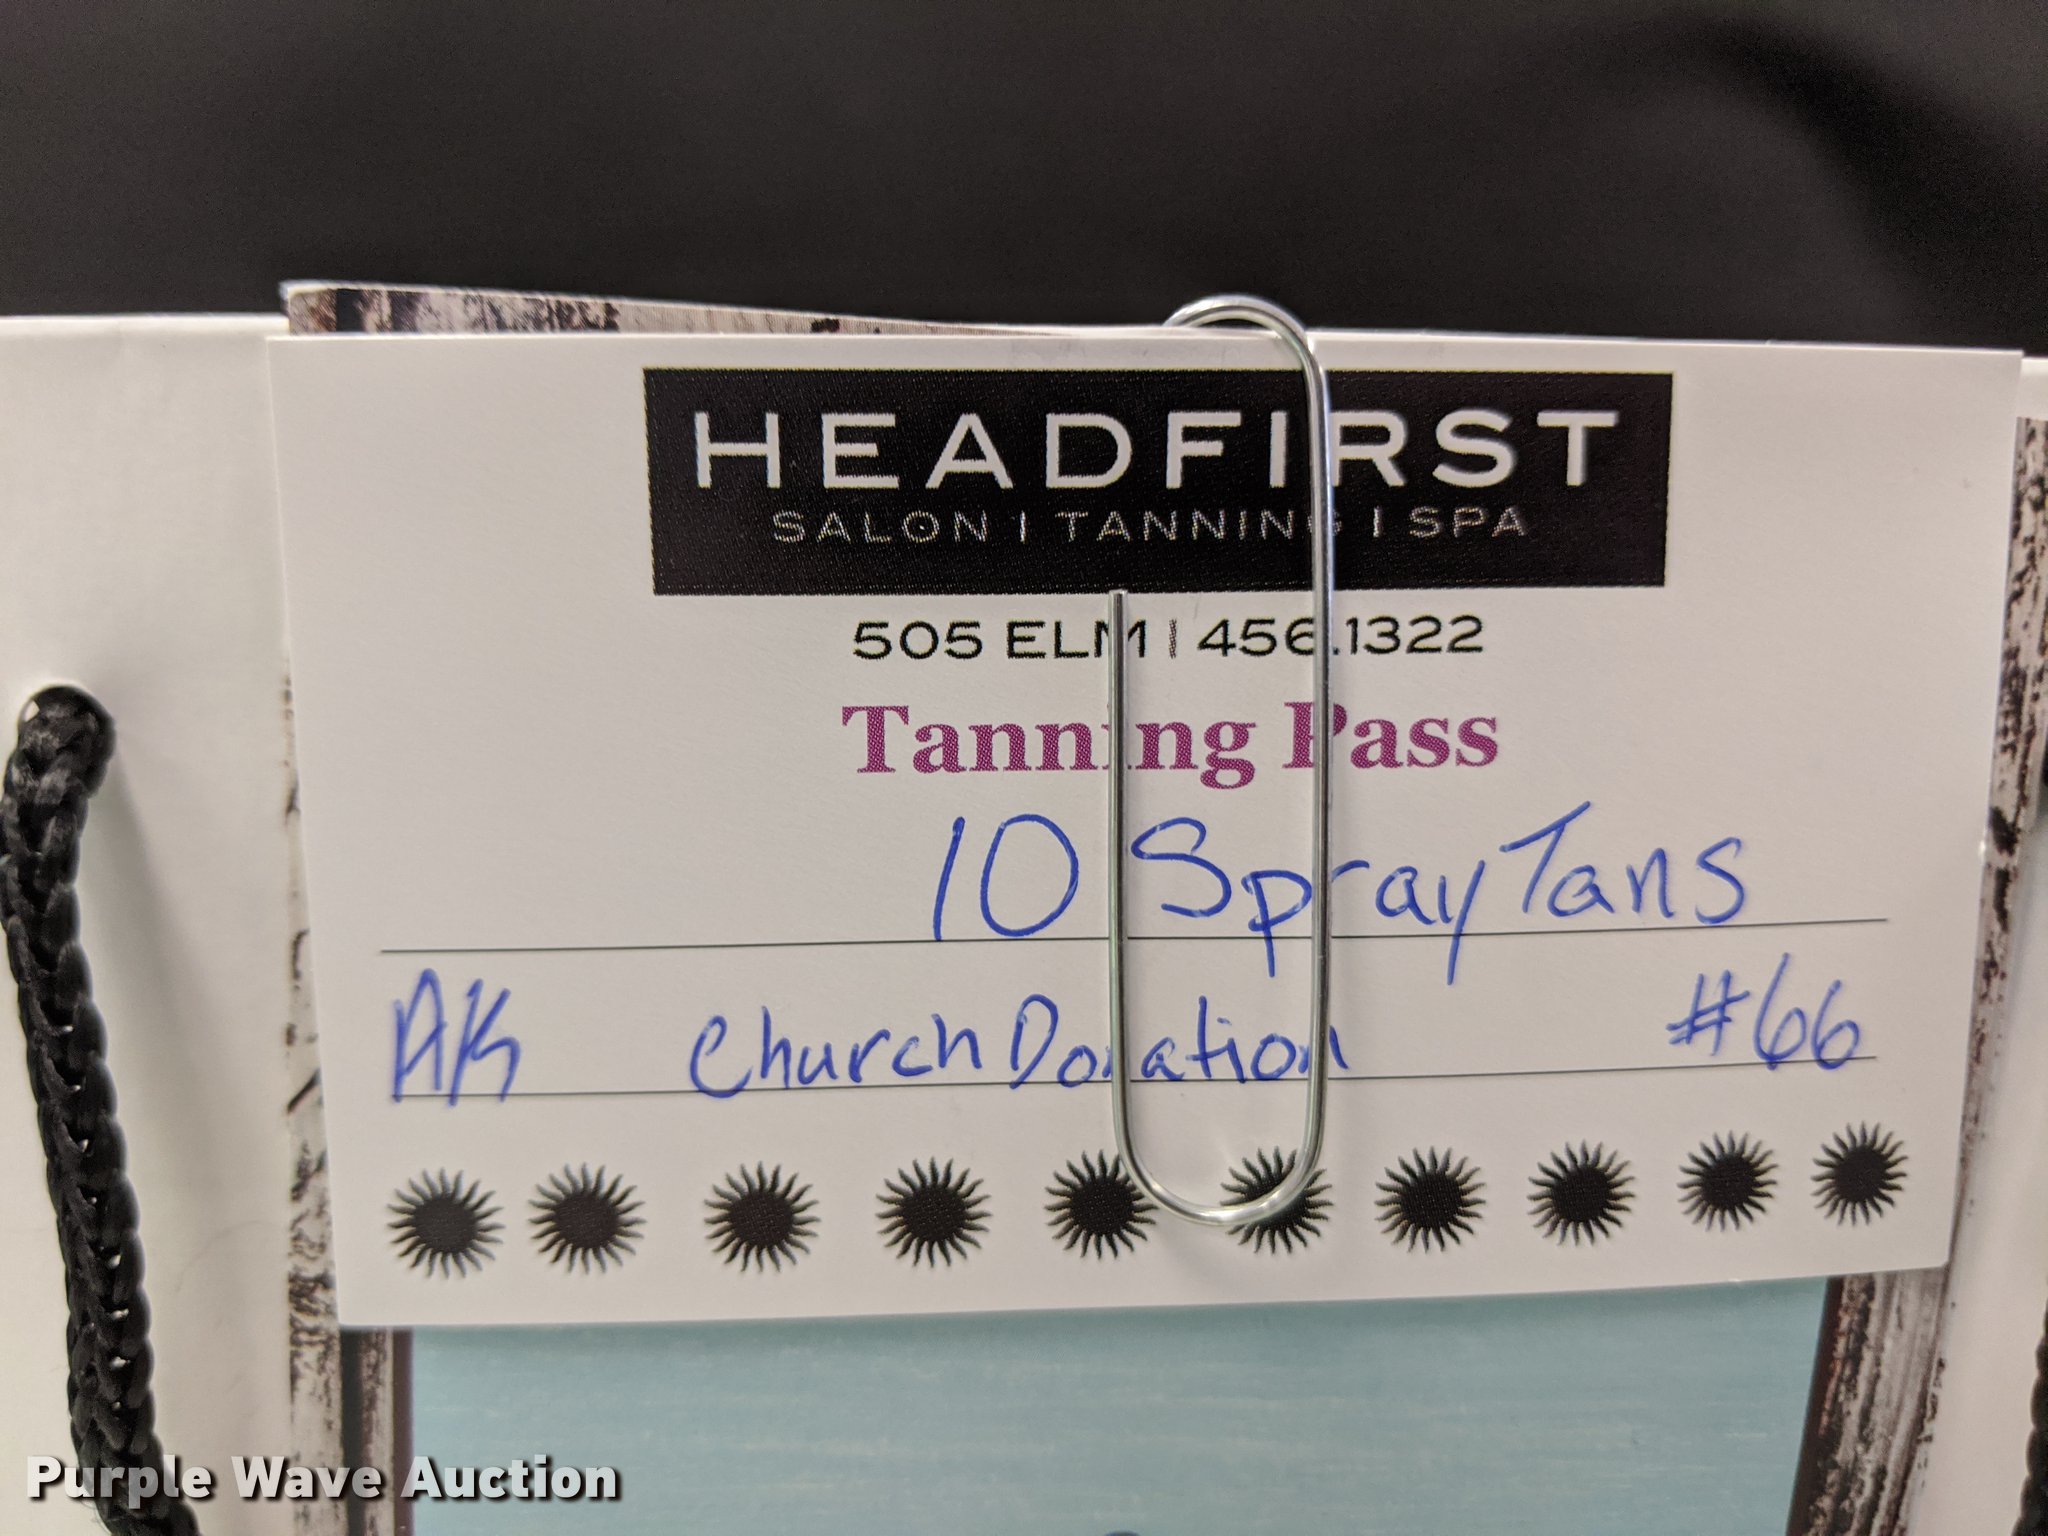 HEADFIRST
SALON | TANNING | SPA
505 ELM | 456.1322
Tanning Pass
10 Spray Tans
AK Church Donation #66
Purple Wave Auction